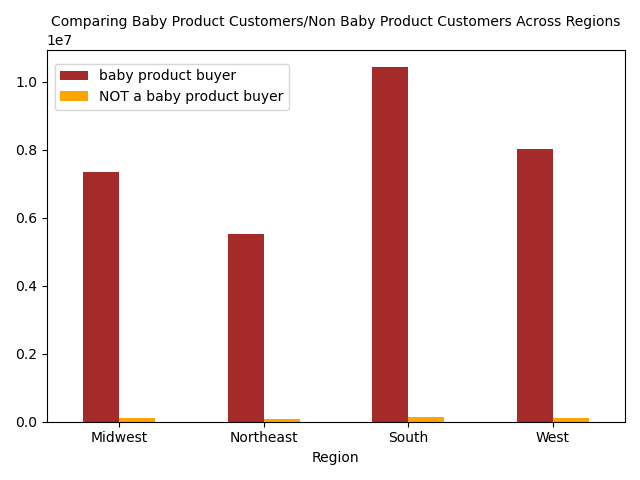 Comparing Baby Product Customers/Non Baby Product Customers Across Regions
1e7
baby product buyer
NOT a baby product buyer
1.0
0.8
0.6
0.4
0.2
0.0
Midwest Northeast South West
Region